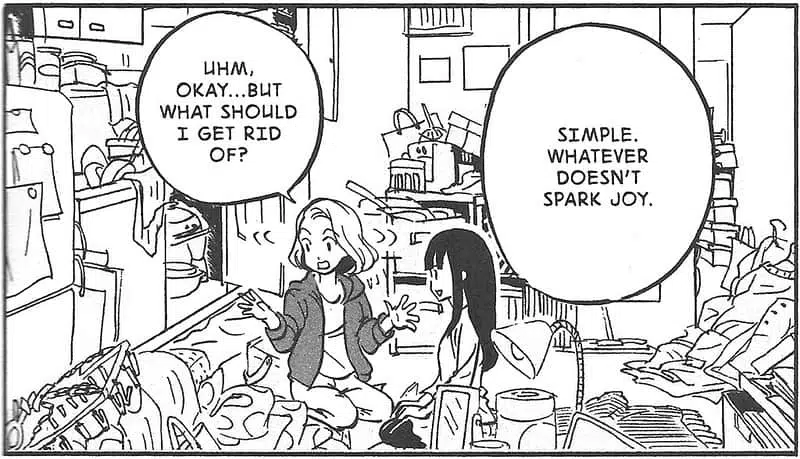 UHM,
OKAY...BUT
WHAT SHOULD
I GET RID
OF?
SIMPLE.
WHATEVER
DOESN'T
SPARK JOY.